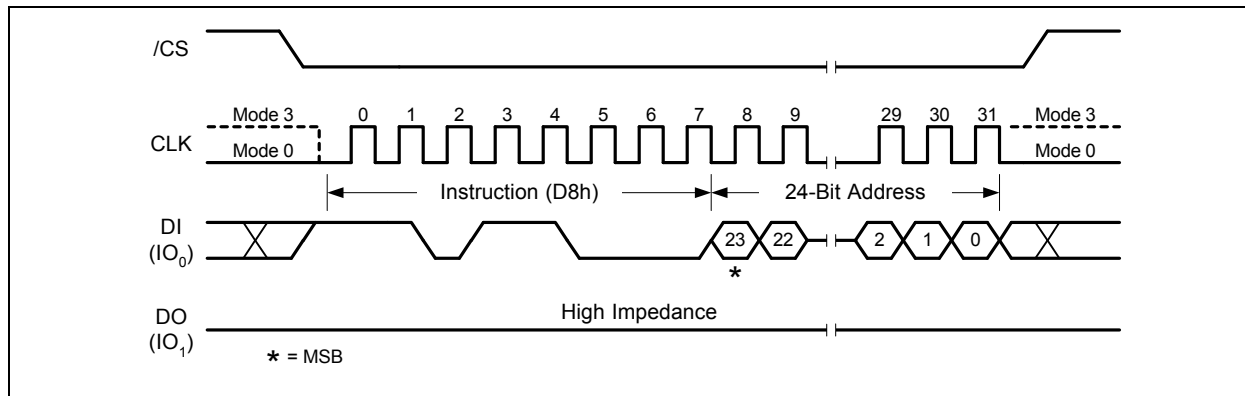 /CS
Mode 3 0 1 2 3 4 5 6 7 8 9 29 30 31 Mode 3
CLK
Mode 0 Mode 0
Instruction (D8h) 24-Bit Address
DI
(IO0) 23 22 2 1 0
*
DO High Impedance
(IO1)
* = MSB